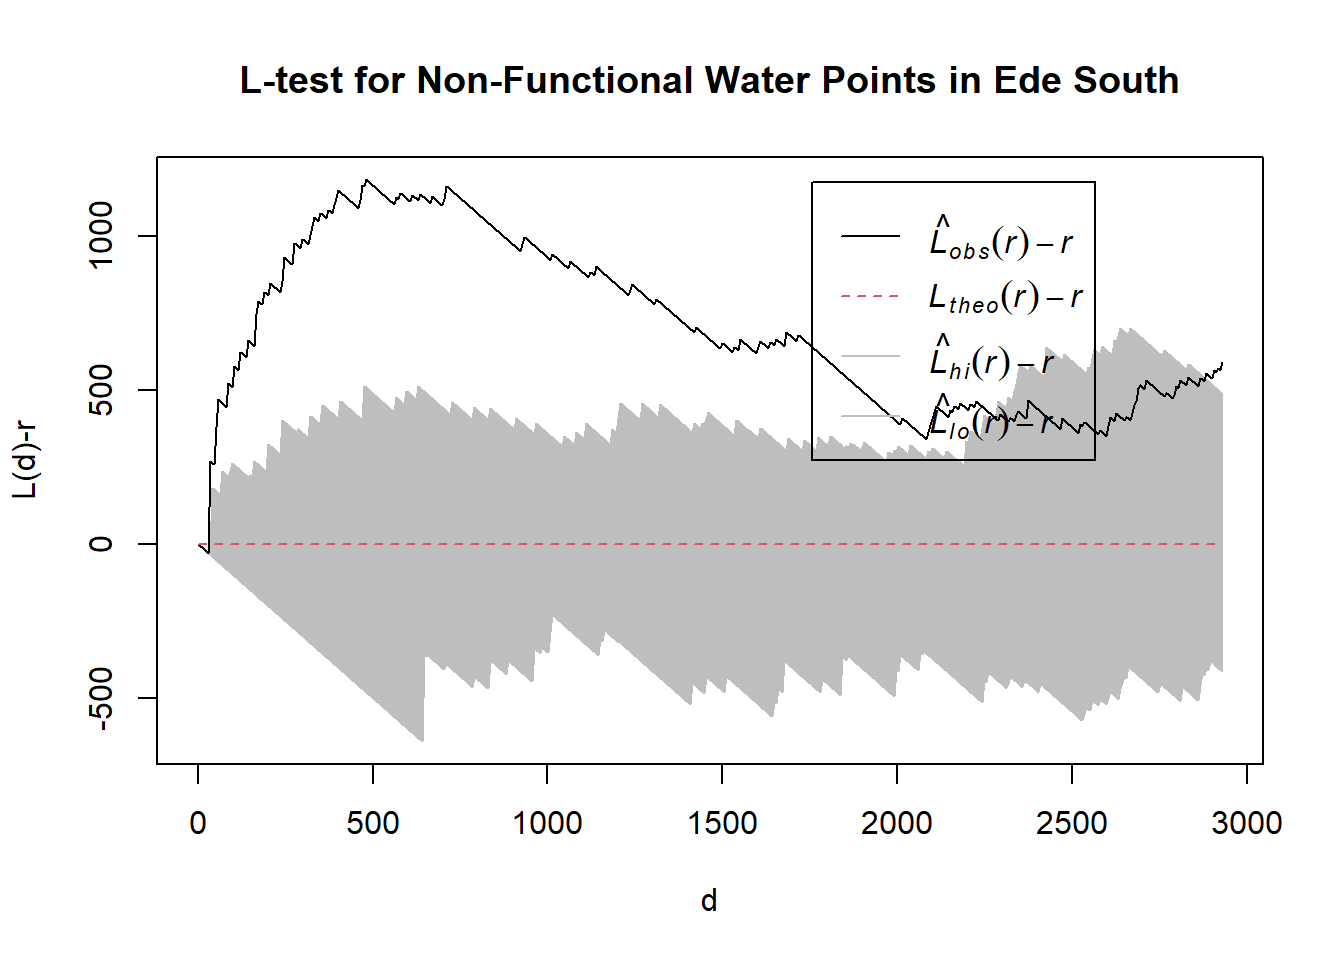 L-test for Non-Functional Water Points in Ede South
L(d)-r
1000
500
0
-500
L̂obs(r) – r
Ltheo(r) – r
L̂hi(r) – r
L̂lo(r) – r
0 500 1000 1500 2000 2500 3000
d